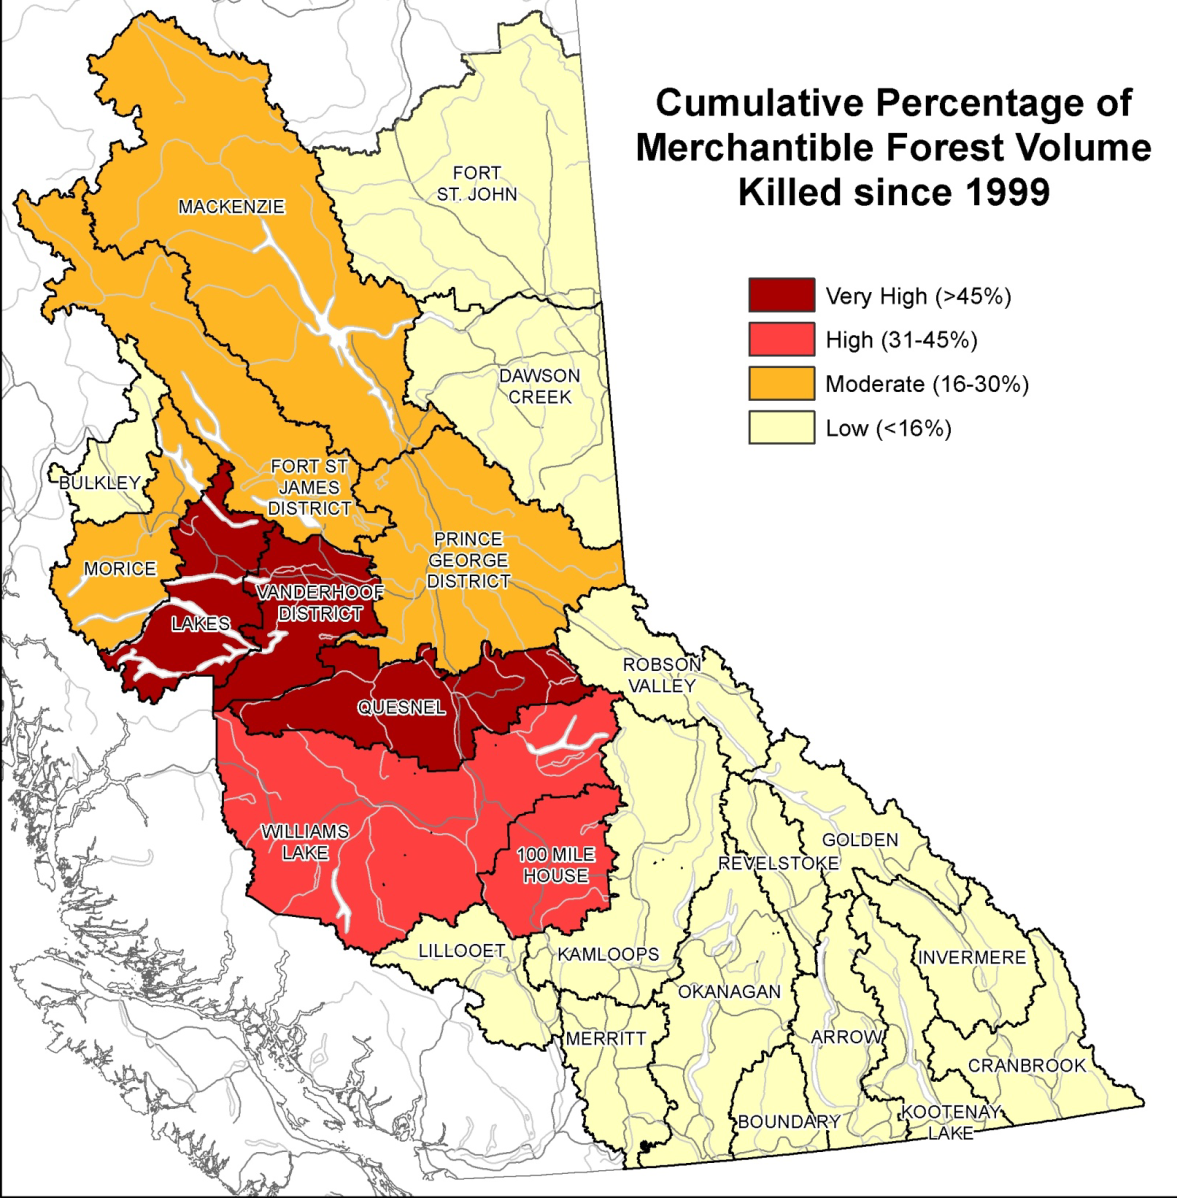 Cumulative Percentage of
Merchantible Forest Volume
Killed since 1999
Very High (>45%)
High (31-45%)
Moderate (16-30%)
Low (<16%)
FORT
ST. JOHN
MACKENZIE
DAWSON
CREEK
BULKLEY
FORT ST
JAMES
DISTRICT
PRINCE
GEORGE
DISTRICT
MORICE
VANDERHOOF
DISTRICT
LAKES
ROBSON
VALLEY
QUESNEL
WILLIAMS
LAKE
100 MILE
HOUSE
GOLDEN
REVELSTOKE
LILLOOET
KAMLOOPS
INVERMERE
OKANAGAN
MERRITT
ARROW
CRANBROOK
BOUNDARY
KOOTENAY
LAKE